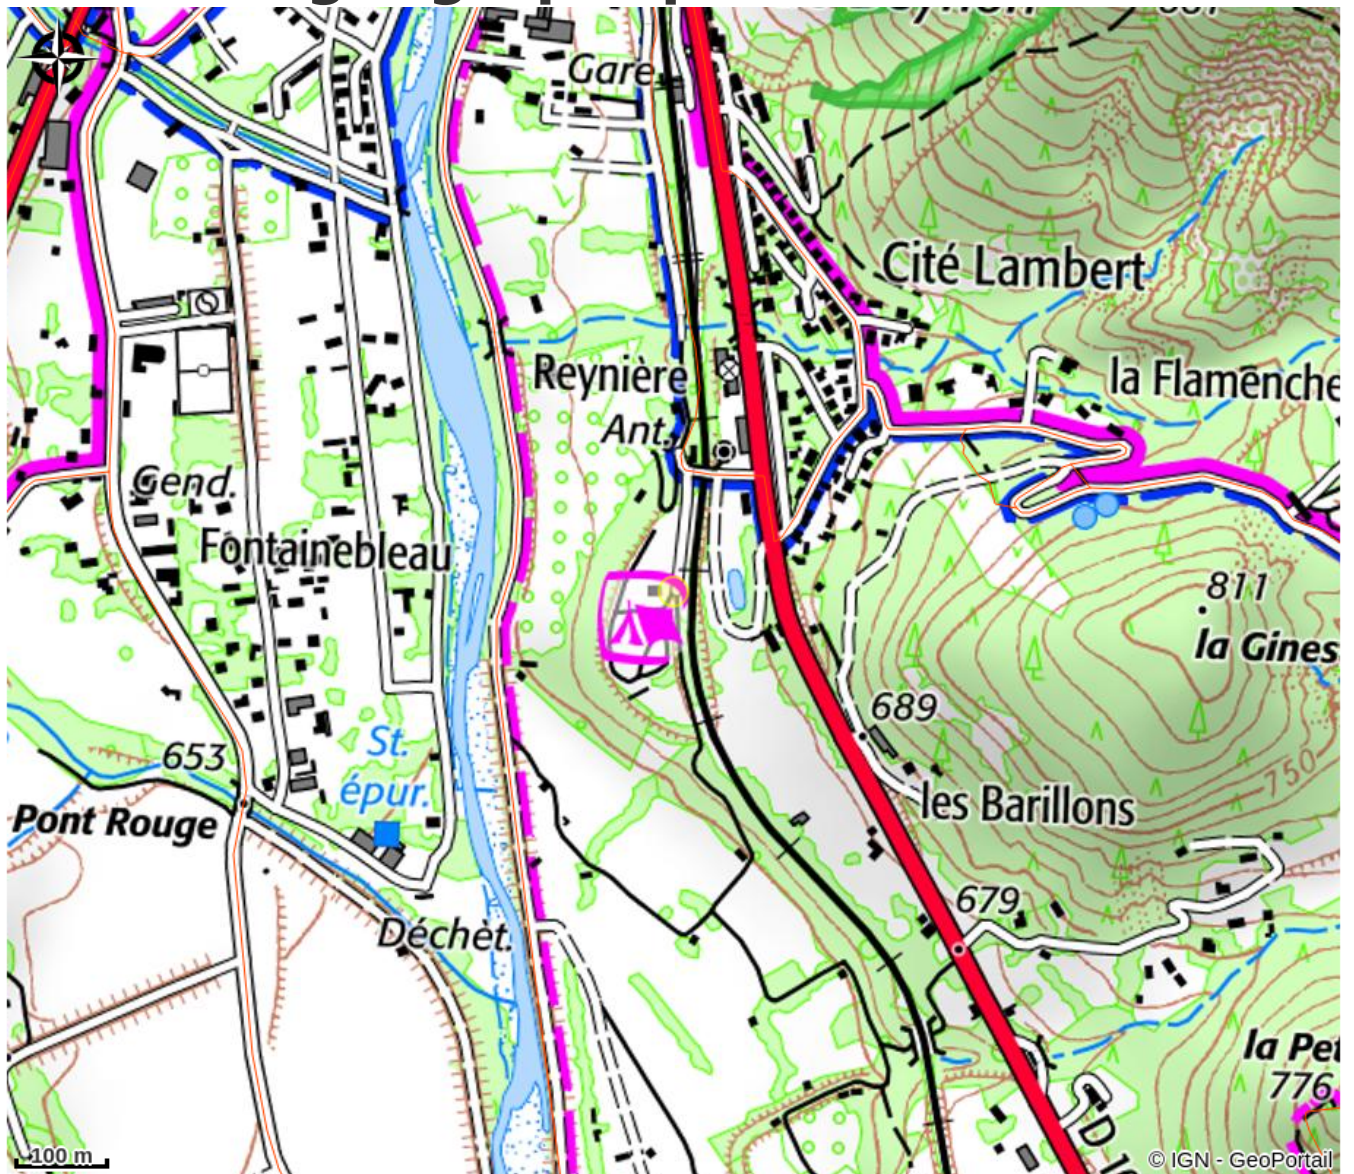 Gare
Cité Lambert
Reynière
la Flamenche
Ant.
Gend.
Fontainebleau
811
la Gines
689
St.
653
750
épur.
les Barillons
Pont Rouge
679
Déchèt.
la Pet
776
D
100 m
© IGN - GeoPortail